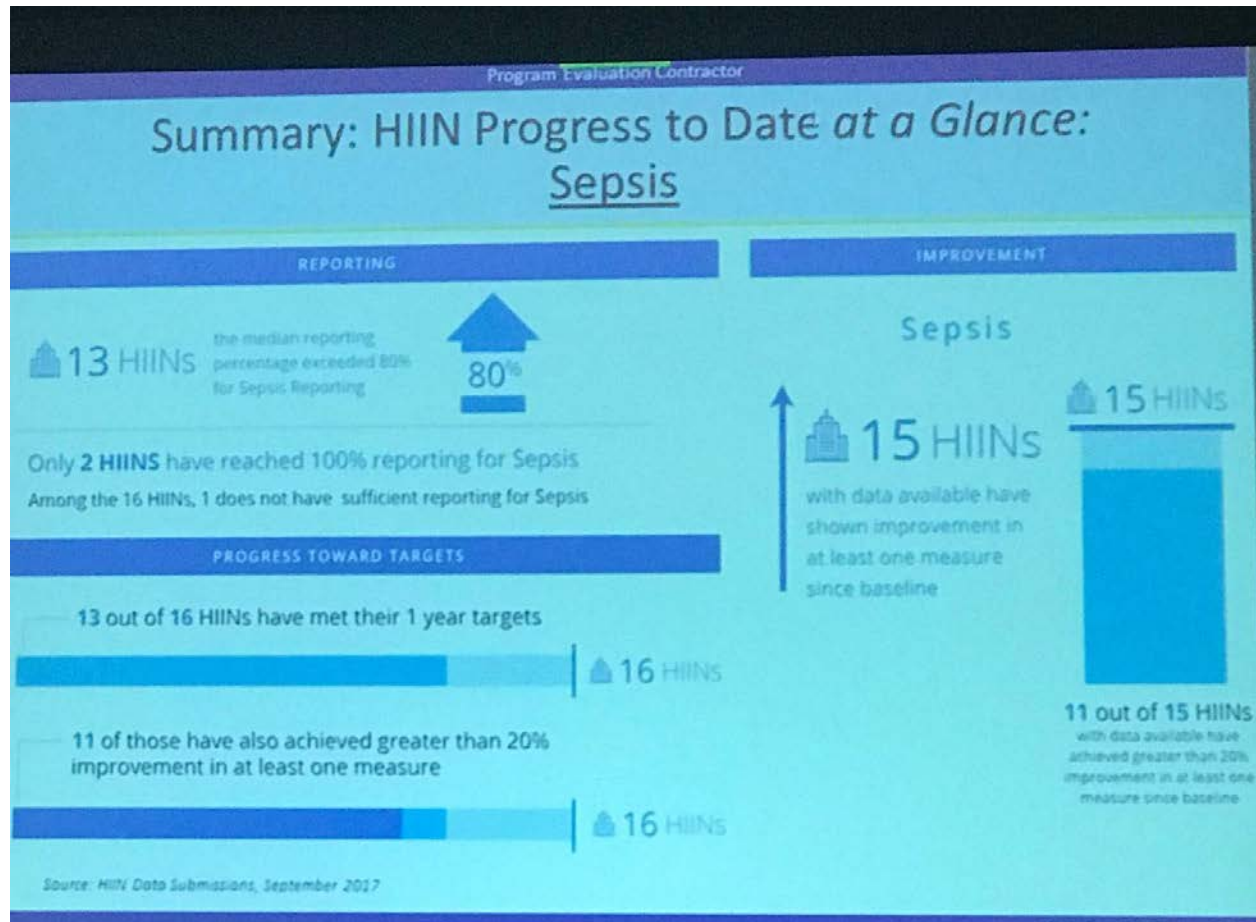 Program Evaluation Contractor
Summary: HIIN Progress to Date at a Glance:
Sepsis
REPORTING
13 HIINs
the median reporting
percentage exceeded 80%
for Sepsis Reporting
80%
Only 2 HIINS have reached 100% reporting for Sepsis
Among the 16 HIINs, 1 does not have sufficient reporting for Sepsis
PROGRESS TOWARD TARGETS
13 out of 16 HIINs have met their 1 year targets
16 HIINs
11 of those have also achieved greater than 20%
improvement in at least one measure
16 HIINs
Source: HIIN Data Submissions, September 2017
IMPROVEMENT
Sepsis
15 HIINs
with data available have
shown improvement in
at least one measure
since baseline
15 HIINs
11 out of 15 HIINs
with data available have
achieved greater than 20%
improvement in at least one
measure since baseline